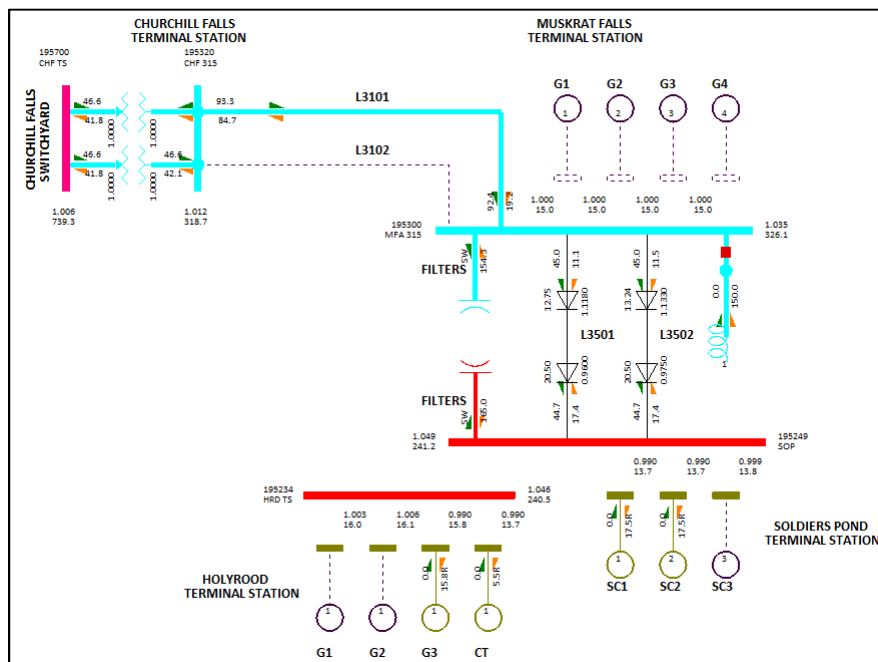 CHURCHILL FALLS
TERMINAL STATION
MUSKRAT FALLS
TERMINAL STATION
195700
CHF TS
195320
CHF 315
G1
G2
G3
G4
46.6
93.3
L3101
1
2
3
4
41.8
1.0000
1.0000
84.7
CHURCHILL FALLS
SWITCHYARD
46.6
46.6
L3102
41.8
1.0000
1.0000
42.1
92.4
19.2
1.000
15.0
1.000
15.0
1.000
15.0
1.000
15.0
1.006
739.3
1.012
318.7
195300
MFA 315
1.035
326.1
SW
154.3
45.0
11.1
45.0
11.5
FILTERS
0.0
150.0
12.75
1.1180
13.24
1.1330
L3501
L3502
1
20.50
0.9600
20.50
0.9750
FILTERS
SW
165.0
44.7
17.4
44.7
17.4
1.049
241.2
195249
SOP
0.990
13.7
0.990
13.7
0.999
13.8
195234
HRD TS
1.046
240.5
1.003
16.0
1.006
16.1
0.990
15.8
0.990
13.7
0.0
17.5R
0.0
17.5R
SOLDIERS POND
TERMINAL STATION
0.0
15.8R
0.0
5.5R
1
2
3
HOLYROOD
TERMINAL STATION
SC1
SC2
SC3
1
1
1
1
G1
G2
G3
CT